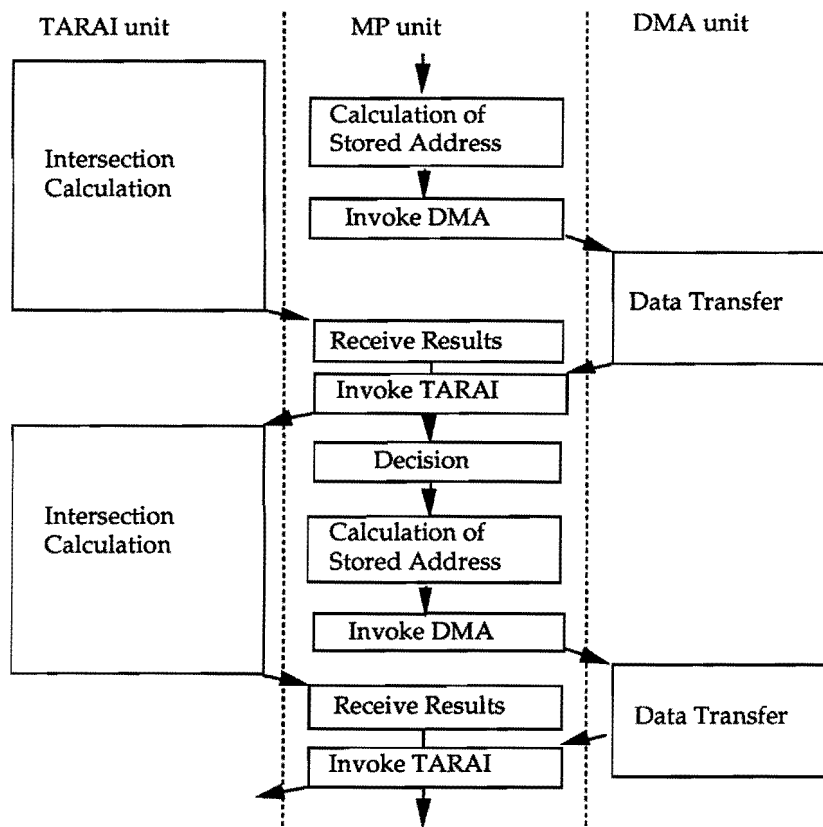 TARAI unit
MP unit
DMA unit
Calculation of
Stored Address
Intersection
Calculation
Invoke DMA
Data Transfer
Receive Results
Invoke TARAI
Decision
Intersection
Calculation
Calculation of
Stored Address
Invoke DMA
Receive Results
Data Transfer
Invoke TARAI